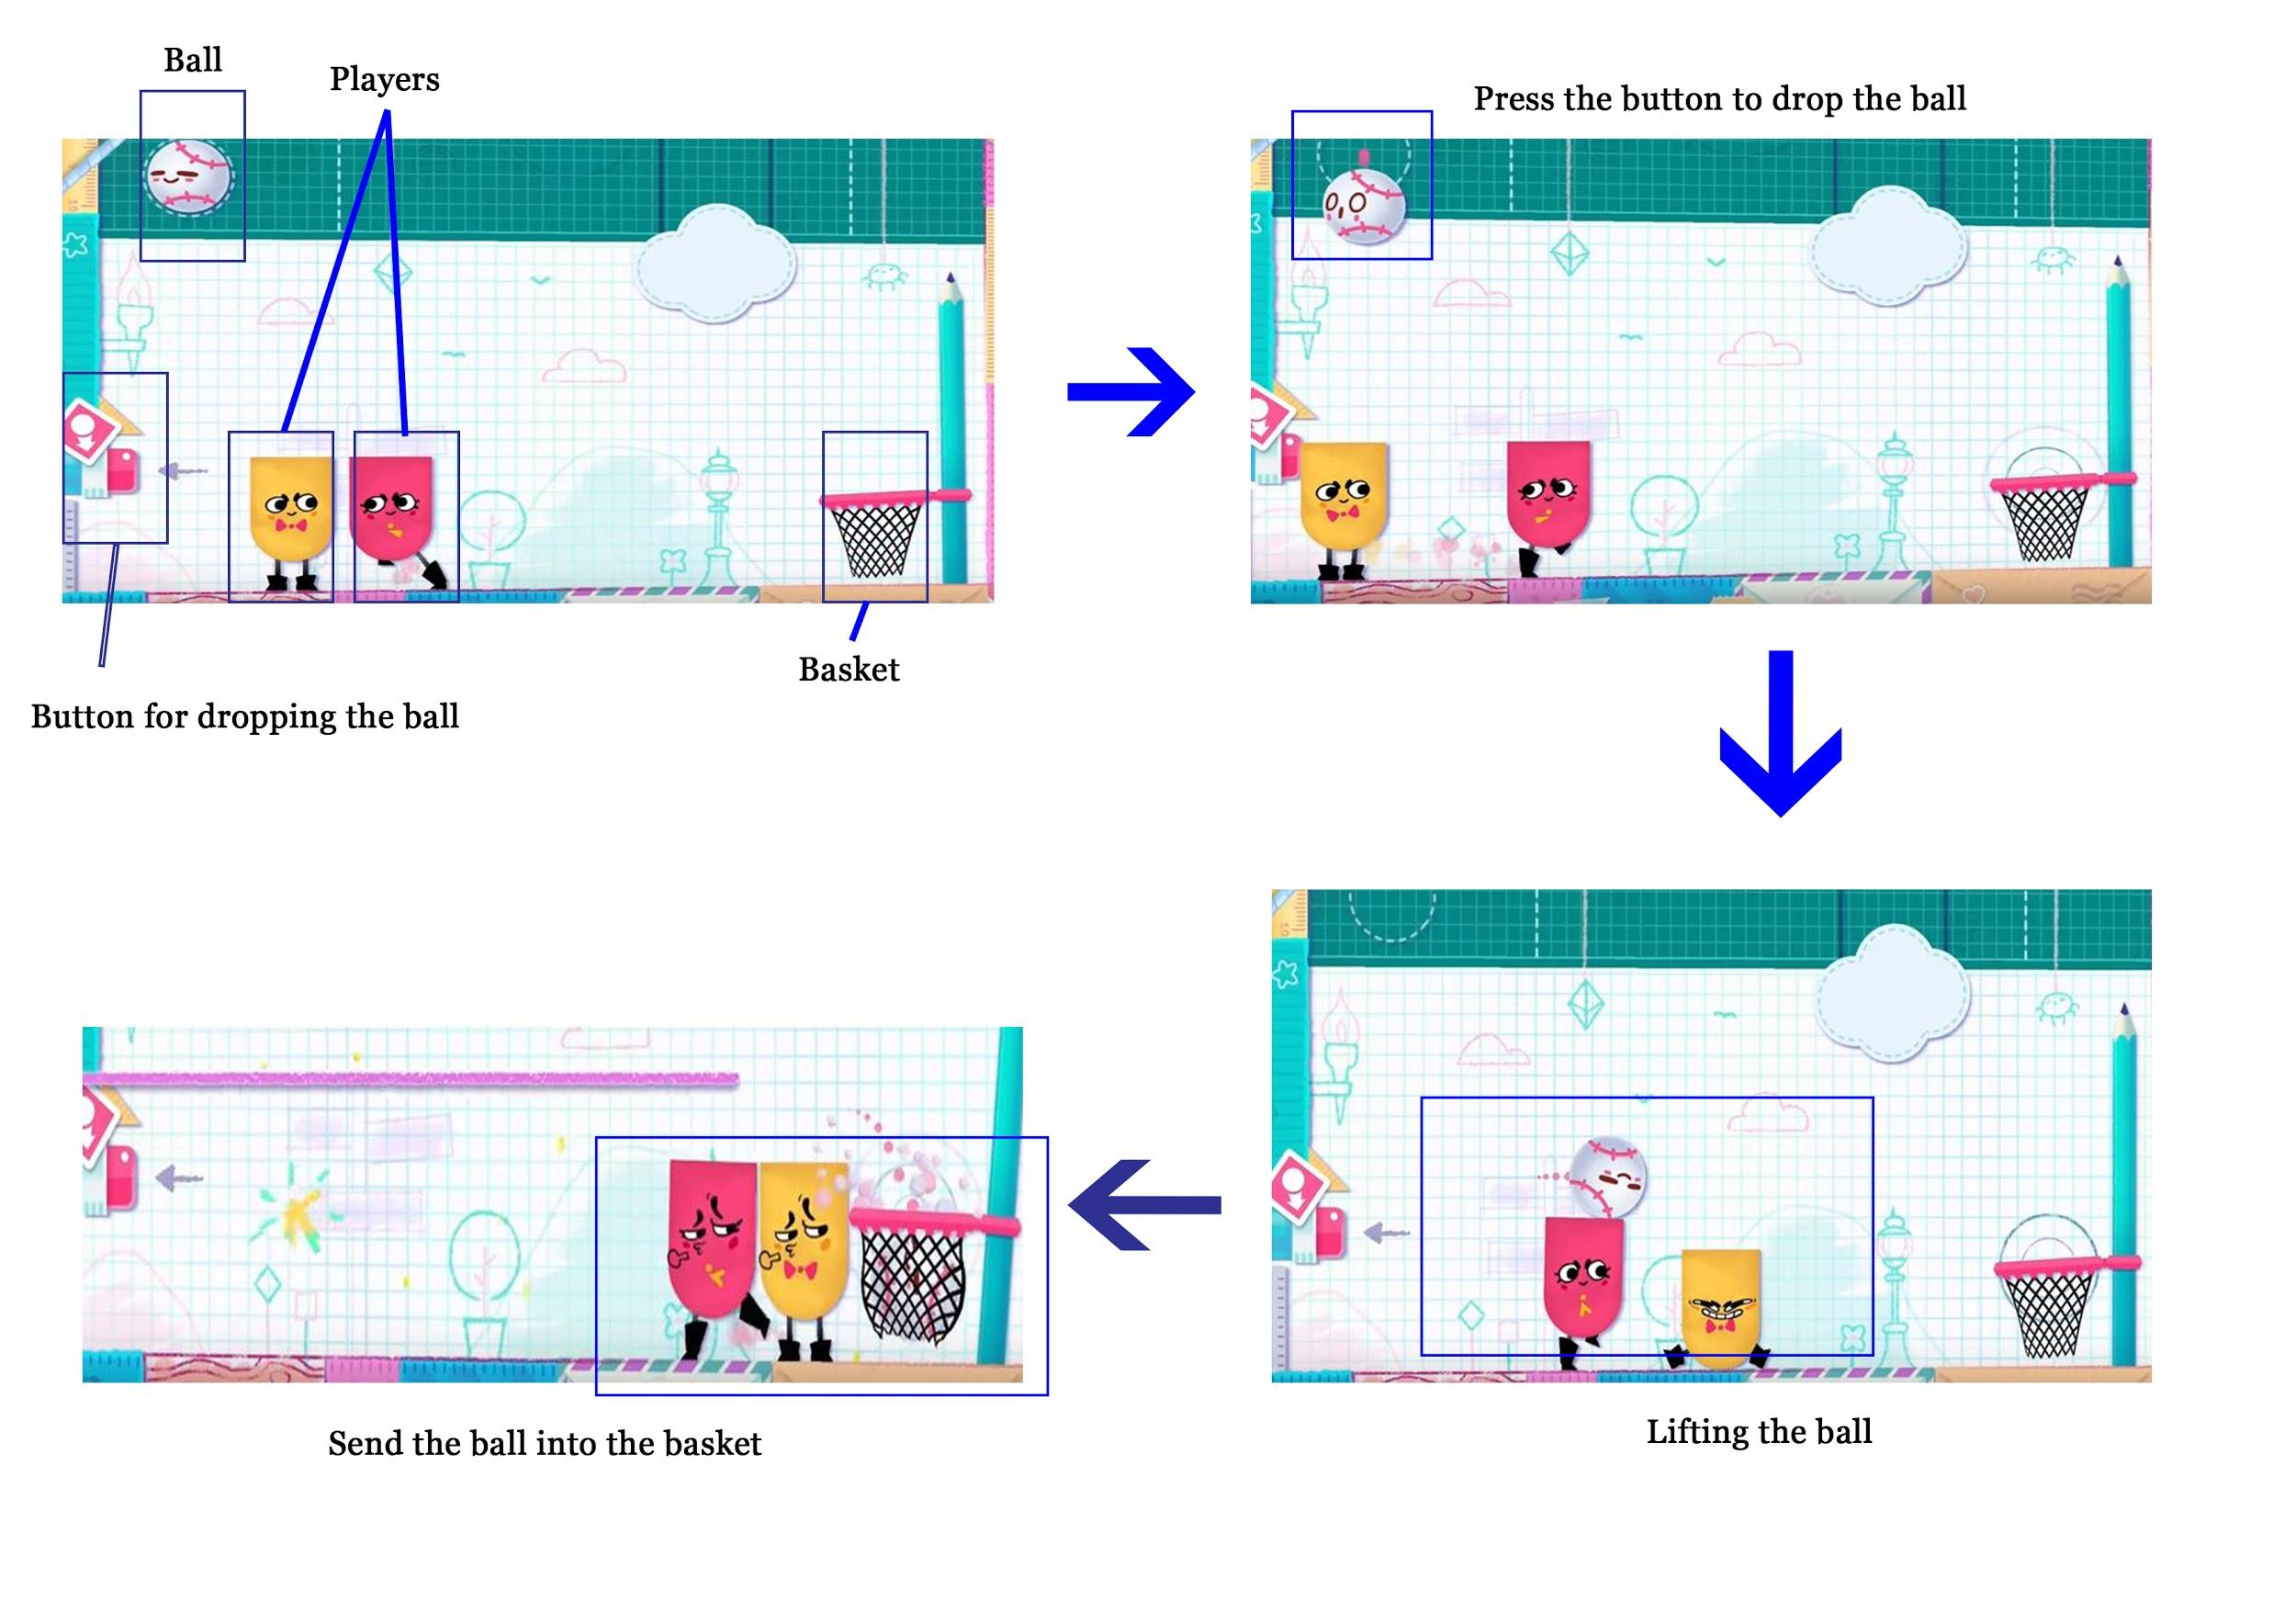 Ball
Players
Press the button to drop the ball
Basket
Button for dropping the ball
Lifting the ball
Send the ball into the basket